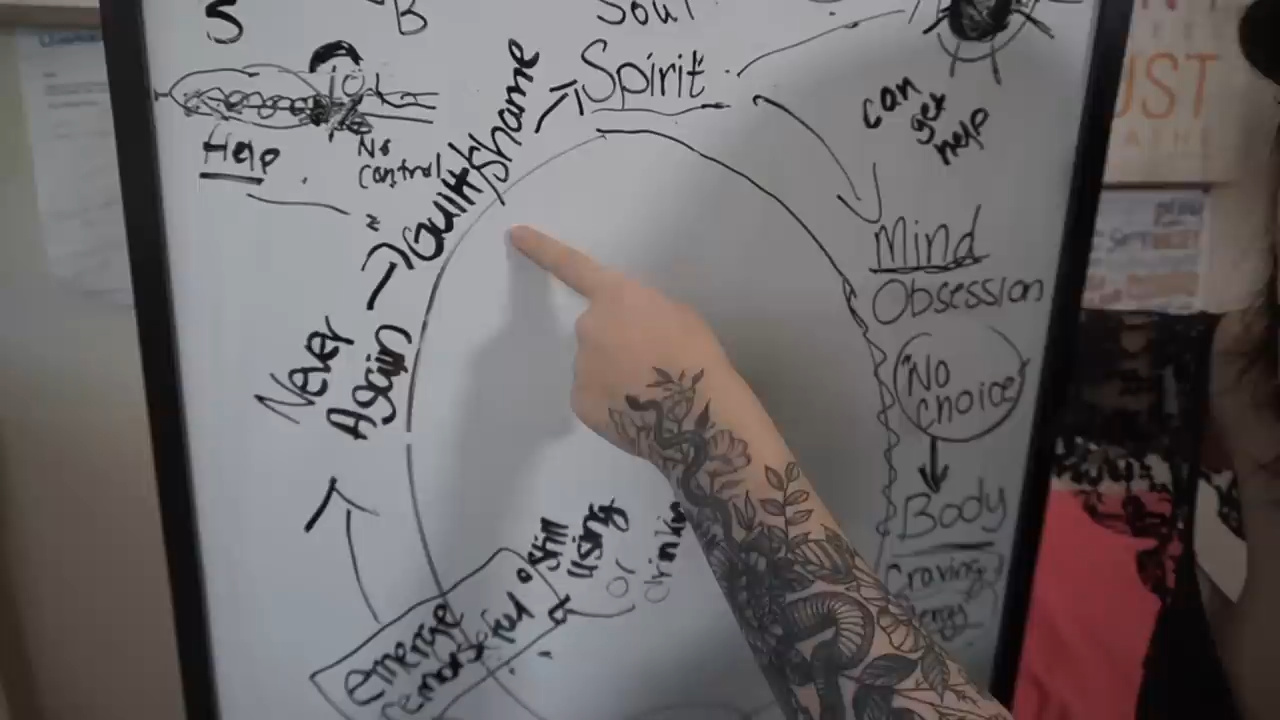 S
B
Soul
Spirit
can
get
help
Help
No
control
Guilt/shame
Never
Again
Mind
Obsession
"No
choice"
Body
Craving
emerge
remorseful
still
using
or
UST